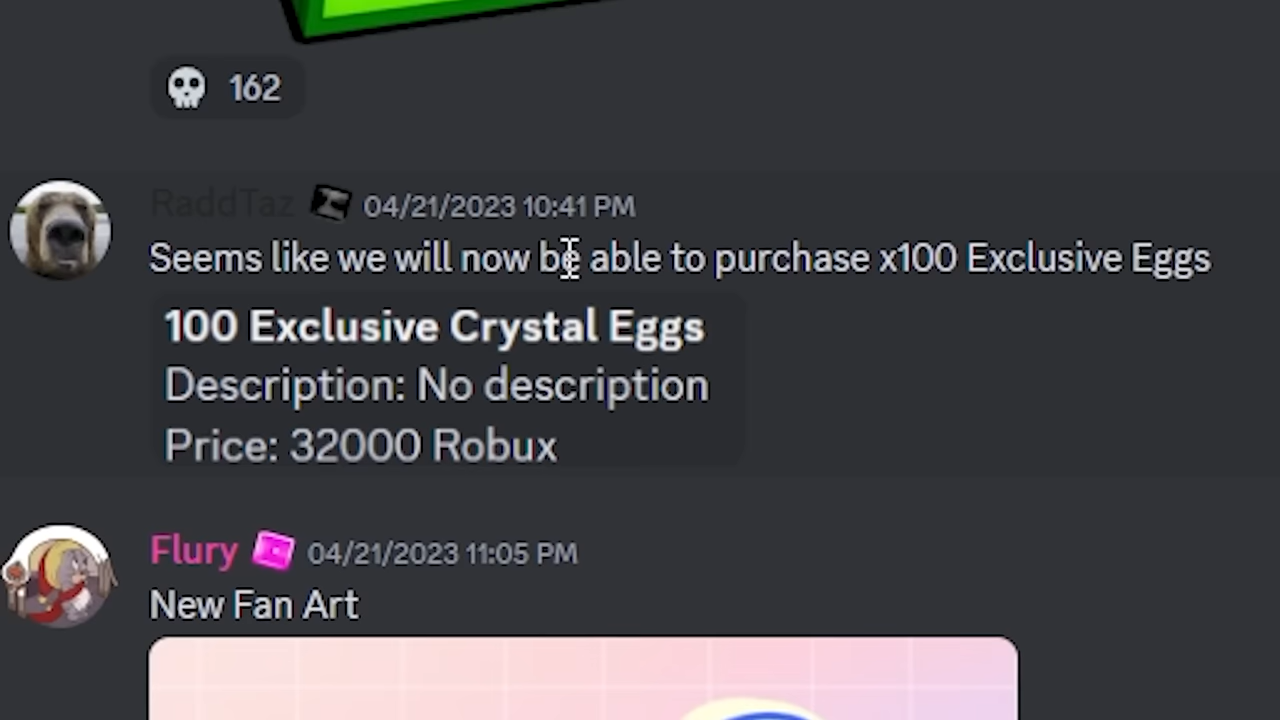 162
RaddTaz 04/21/2023 10:41 PM
Seems like we will now be able to purchase x100 Exclusive Eggs
100 Exclusive Crystal Eggs
Description: No description
Price: 32000 Robux
Flury 04/21/2023 11:05 PM
New Fan Art